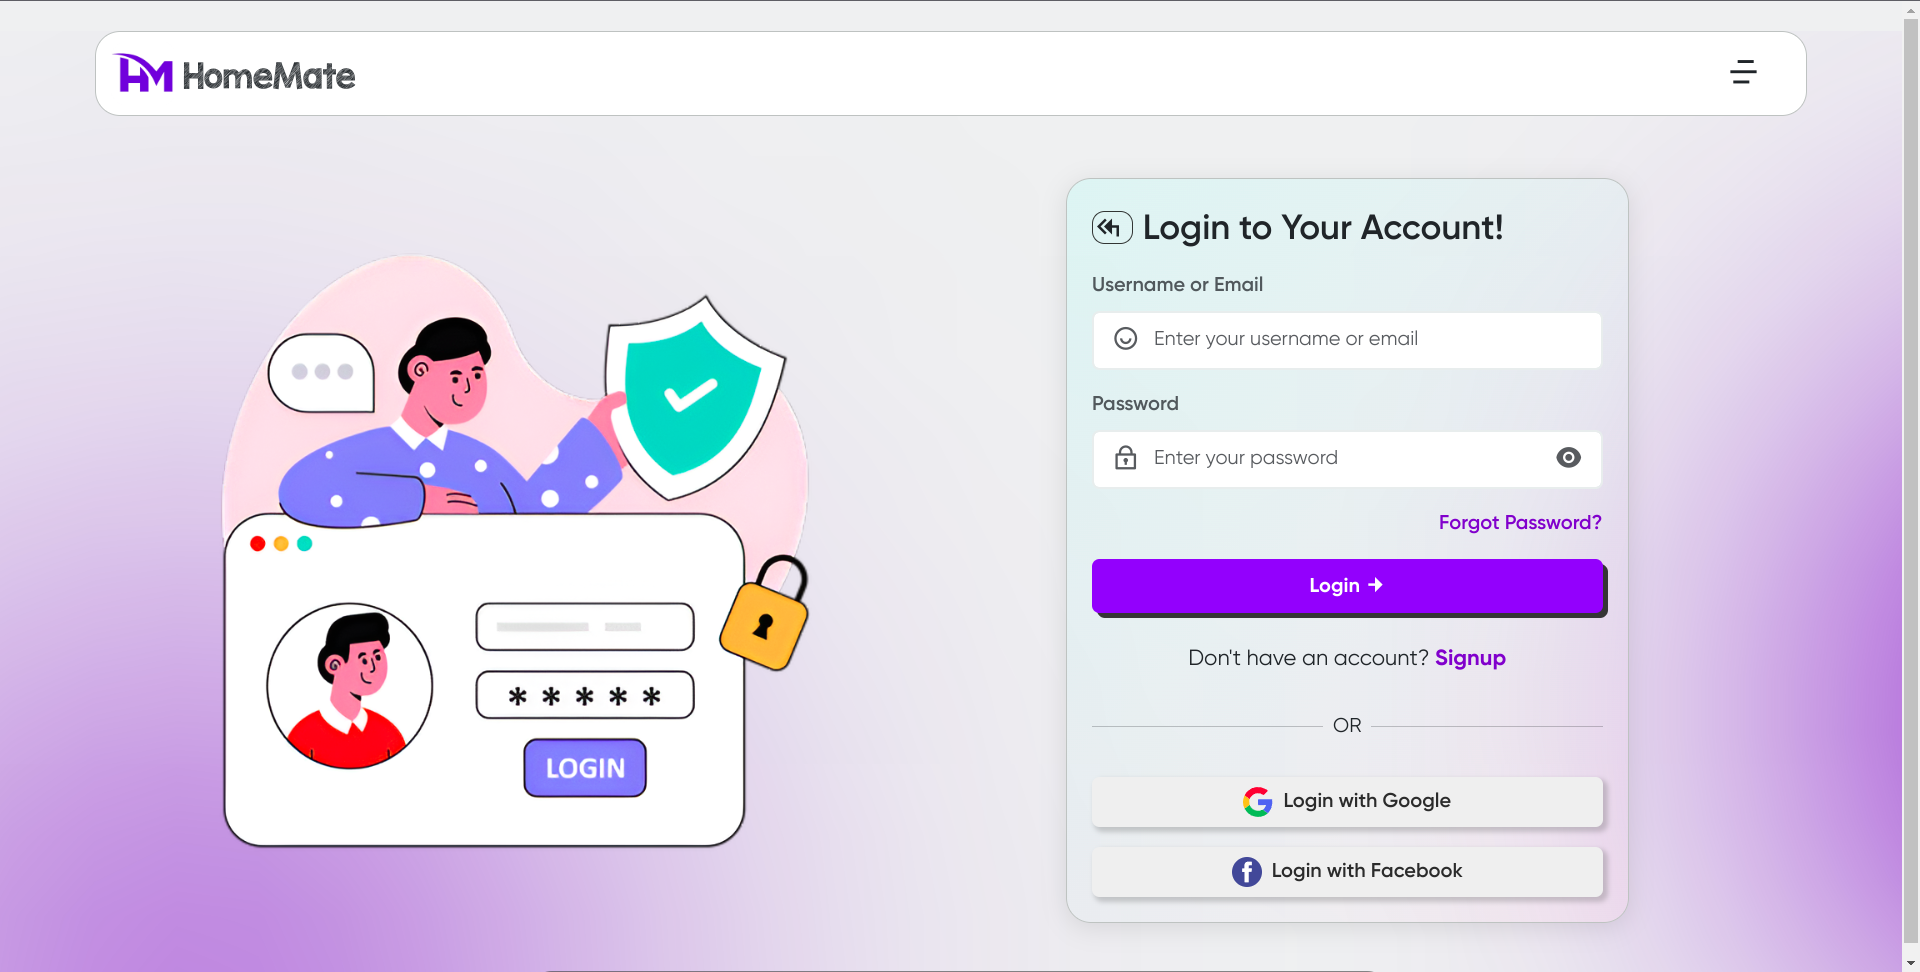 HM HomeMate
Login to Your Account!
Username or Email
Enter your username or email
Password
Enter your password
Forgot Password?
Login →
Don't have an account? Signup
OR
Login with Google
Login with Facebook
* * * * *
LOGIN